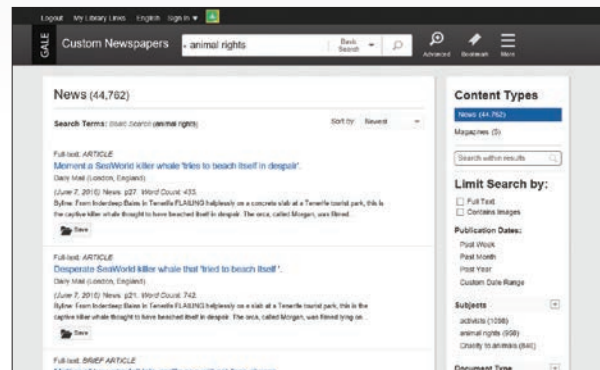 Logout My Library Links English Sign in
GALE
Custom Newspapers
animal rights
Basic Search
Advanced
Bookmark
More
News (44,762)
Search Terms: Basic Search (animal rights)
Sort by: Newest
Full-text: ARTICLE
Moment a SeaWorld killer whale 'tries to beach itself in despair'.
Daily Mail (London, England)
(June 7, 2016) News: p27. Word Count: 433.
Byline: From Inderdeep Bains in Tenerife FLAILING helplessly on a concrete slab at a Tenerife tourist park, this is
the captive killer whale thought to have beached itself in despair. The orca, called Morgan, was filmed...
Save
Full-text: ARTICLE
Desperate SeaWorld killer whale that 'tried to beach itself '.
Daily Mail (London, England)
(June 7, 2016) News: p21. Word Count: 742.
Byline: From Inderdeep Bains in Tenerife FLAILING helplessly on a slab at a Tenerife tourist park, this is the
captive killer whale thought to have beached itself in despair. The orca, called Morgan, was filmed lying on...
Save
Full-text: BRIEF ARTICLE
Content Types
News (44,762)
Magazines (5)
Search within results
Limit Search by:
Full Text
Contains Images
Publication Dates:
Past Week
Past Month
Past Year
Custom Date Range
Subjects
activists (1098)
animal rights (958)
Cruelty to animals (840)
Document Type